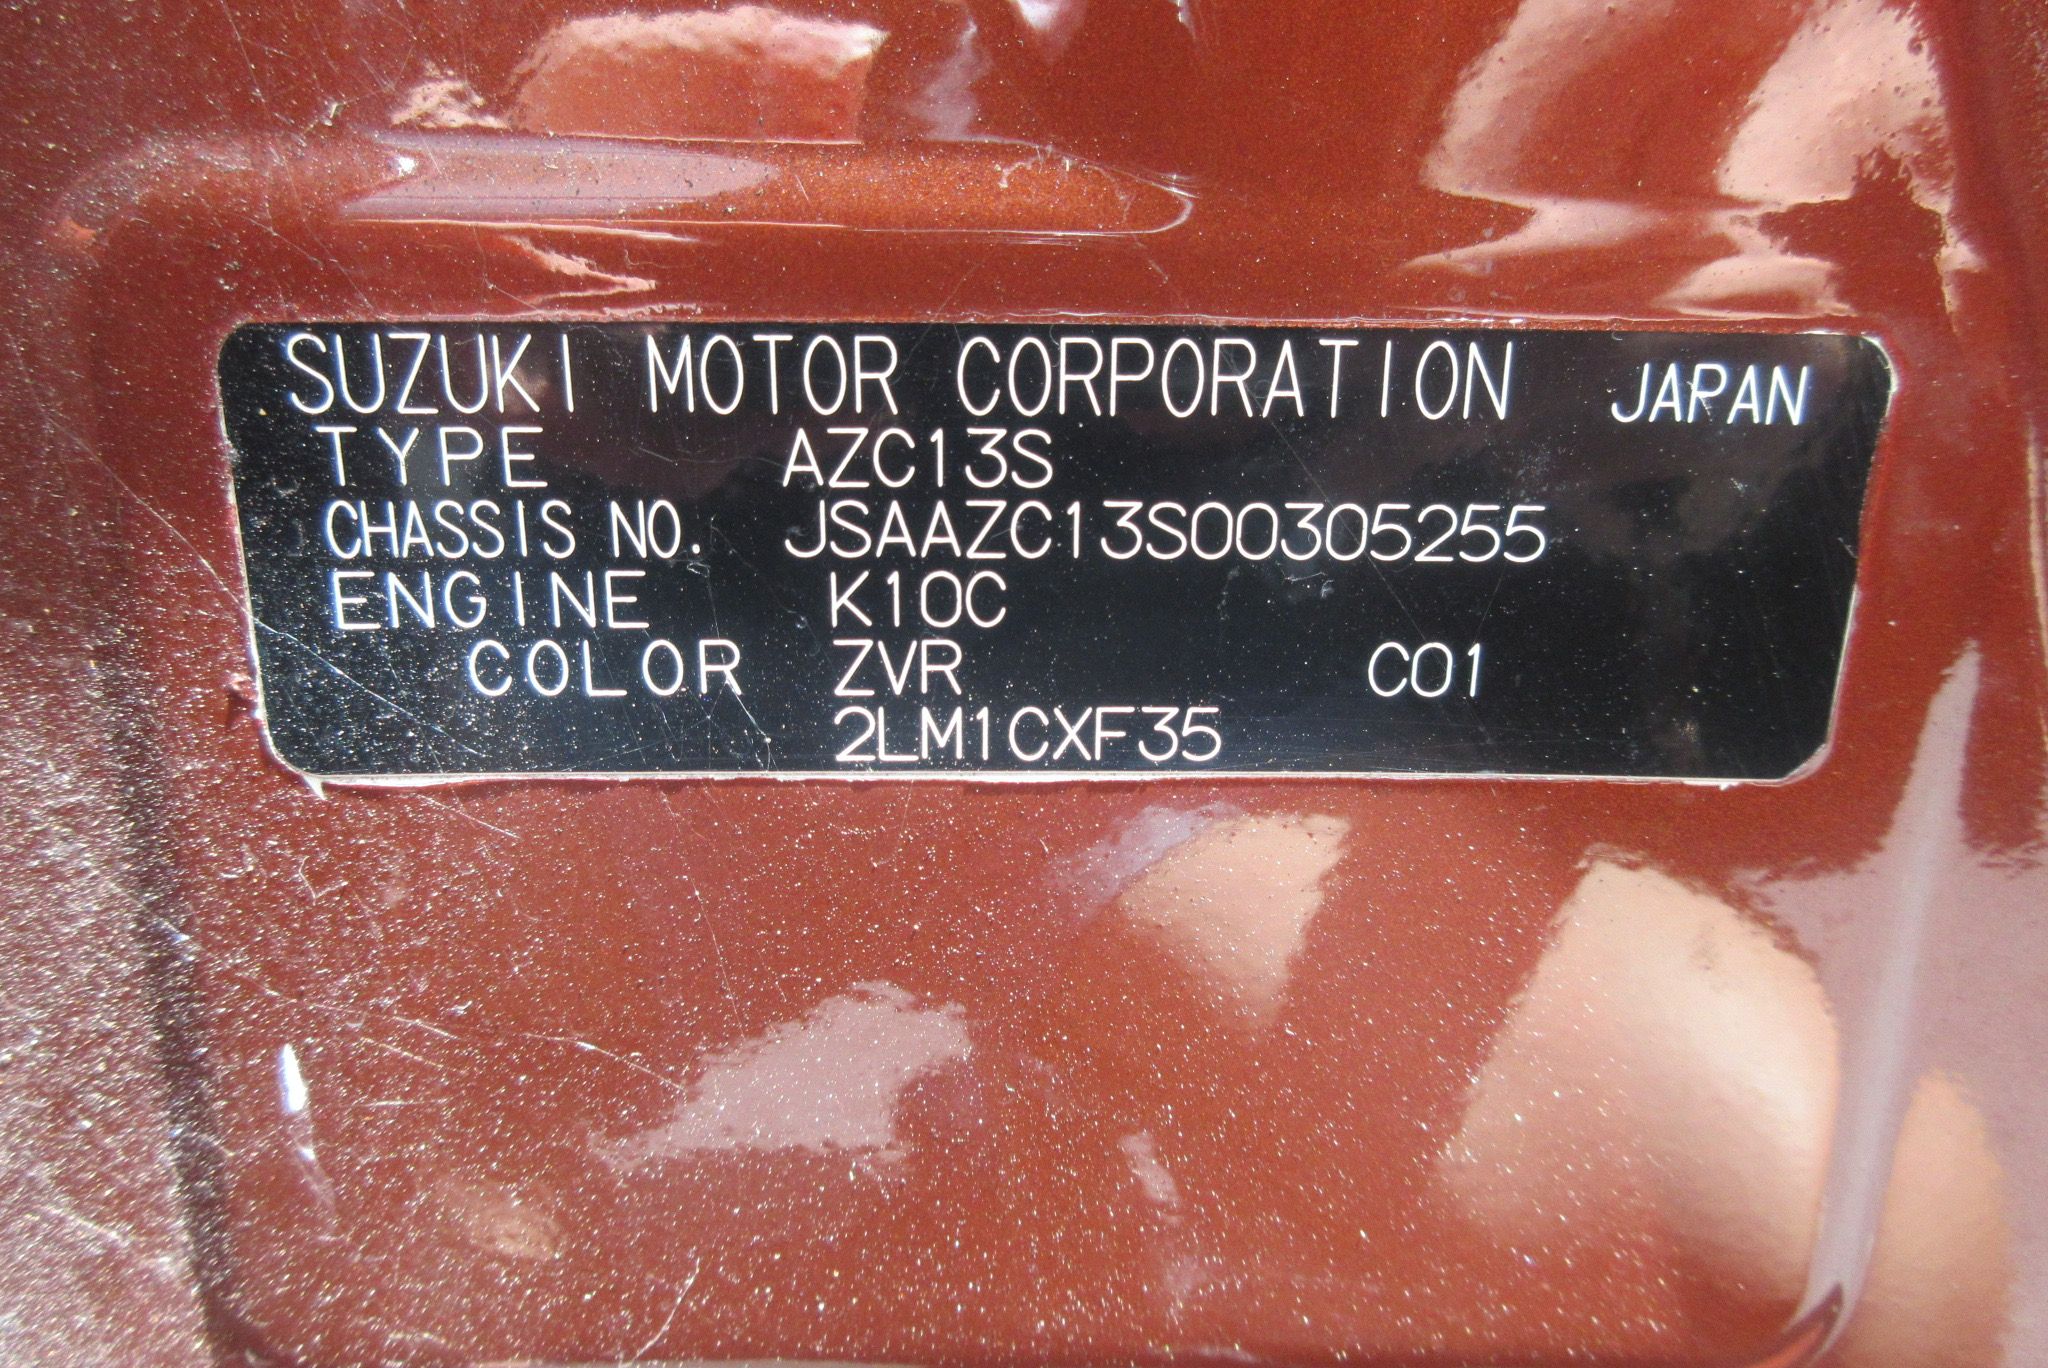 SUZUKI MOTOR CORPORATION JAPAN
TYPE AZC13S
CHASSIS NO. JSAAZC13S00305255
ENGINE K10C
COLOR ZVR C01
2LM1CXF35